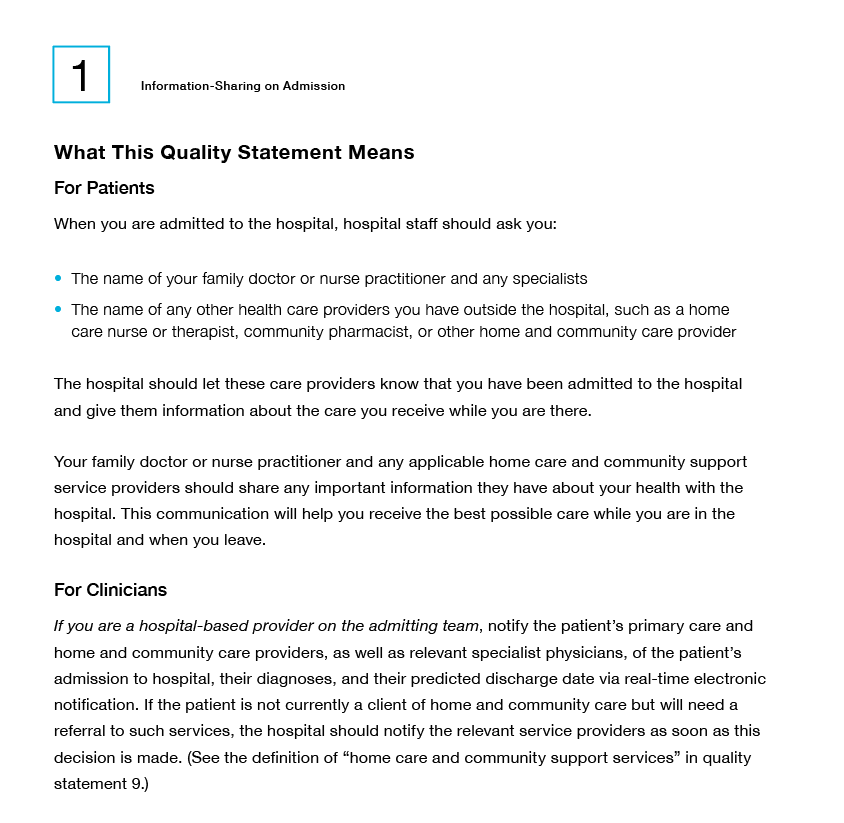 1
Information-Sharing on Admission
What This Quality Statement Means
For Patients
When you are admitted to the hospital, hospital staff should ask you:
• The name of your family doctor or nurse practitioner and any specialists
• The name of any other health care providers you have outside the hospital, such as a home
care nurse or therapist, community pharmacist, or other home and community care provider
The hospital should let these care providers know that you have been admitted to the hospital
and give them information about the care you receive while you are there.
Your family doctor or nurse practitioner and any applicable home care and community support
service providers should share any important information they have about your health with the
hospital. This communication will help you receive the best possible care while you are in the
hospital and when you leave.
For Clinicians
If you are a hospital-based provider on the admitting team, notify the patient’s primary care and
home and community care providers, as well as relevant specialist physicians, of the patient’s
admission to hospital, their diagnoses, and their predicted discharge date via real-time electronic
notification. If the patient is not currently a client of home and community care but will need a
referral to such services, the hospital should notify the relevant service providers as soon as this
decision is made. (See the definition of “home care and community support services” in quality
statement 9.)